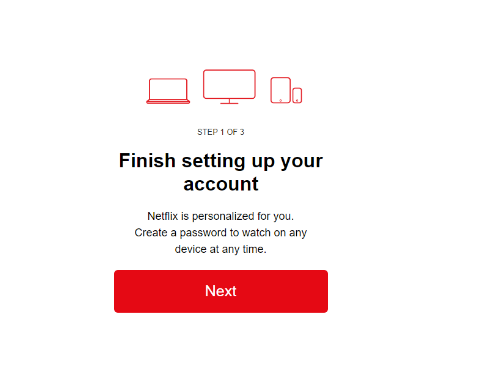 STEP 1 OF 3
Finish setting up your
account
Netflix is personalized for you.
Create a password to watch on any
device at any time.
Next